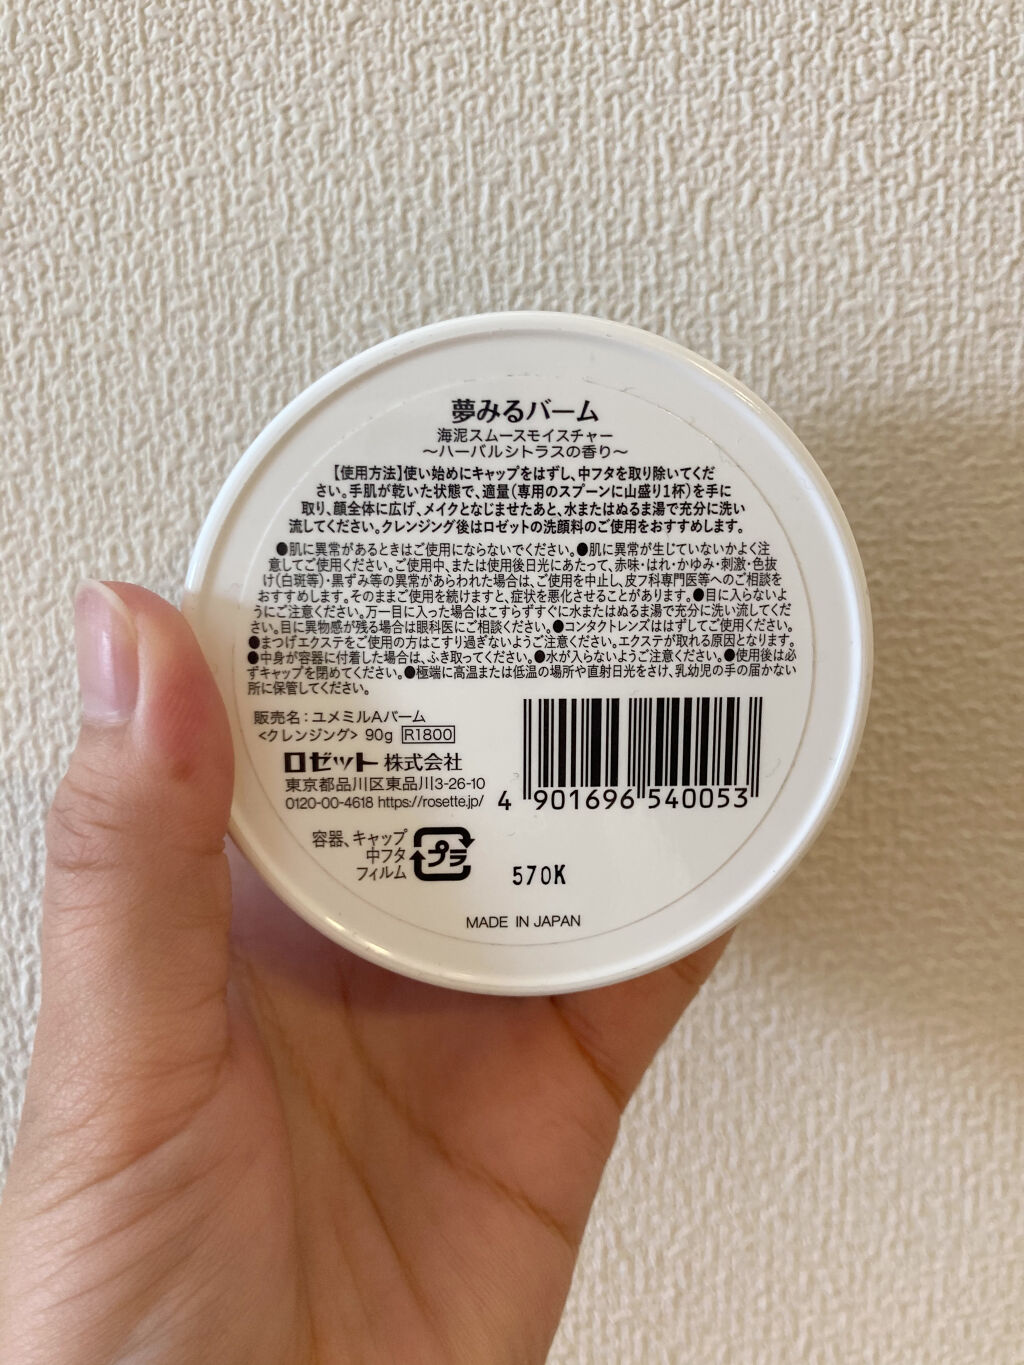 夢みるバーム
海泥スムースモイスチャー
〜ハーバルシトラスの香り〜
【使用方法】使い始めにキャップをはずし、中フタを取り除いてくだ
さい。手肌が乾いた状態で、適量(専用のスプーンに山盛り1杯)を手に
取り、顔全体に広げ、メイクとなじませたあと、水またはぬるま湯で充分に洗い
流してください。クレンジング後はロゼットの洗顔料のご使用をおすすめします。
●肌に異常があるときはご使用にならないでください。●肌に異常が生じていないかよく注
意してご使用ください。ご使用中、または使用後日光にあたって、赤味・はれ・かゆみ・刺激・色抜
け(白斑等)・黒ずみ等の異常があらわれた場合は、ご使用を中止し、皮フ科専門医等へのご相談を
おすすめします。そのままご使用を続けますと、症状を悪化させることがあります。●目に入らないよ
うにご注意ください。万一目に入った場合はこすらずすぐに水またはぬるま湯で充分に洗い流してくだ
さい。目に異物感が残る場合は眼科医にご相談ください。●コンタクトレンズははずしてご使用ください。
●まつげエクステをご使用の方はこすり過ぎないようご注意ください。エクステが取れる原因となります。
●中身が容器に付着した場合は、ふき取ってください。●水が入らないようご注意ください。●使用後は必
ずキャップを閉めてください。●極端に高温または低温の場所や直射日光をさけ、乳幼児の手の届かない
所に保管してください。
販売名：ユメミルAバーム
<クレンジング> 90g R1800
ロゼット 株式会社
東京都品川区東品川3-26-10
0120-00-4618 https://rosette.jp/
4 901696 540053
容器、キャップ
中フタ
フィルム
プラ
570K
MADE IN JAPAN